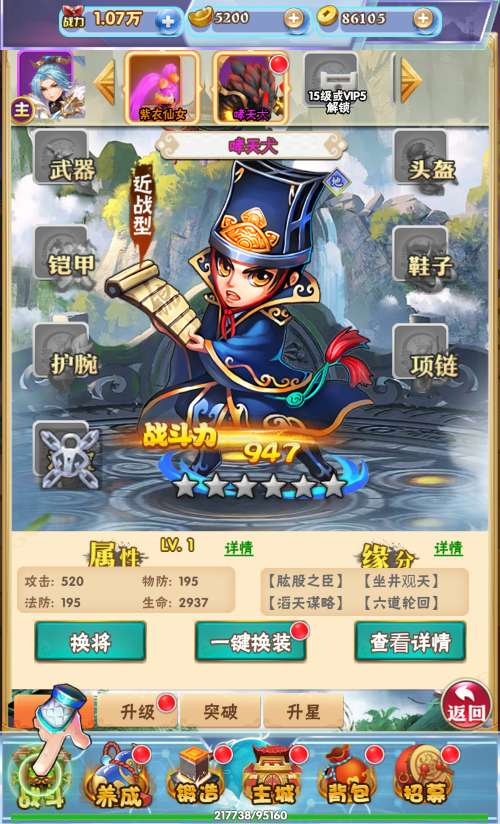 战力 1.07万 5200 86105
主
紫衣仙女
哮天犬
15级或VIP5
解锁
哮天犬
地
近战型
武器
头盔
铠甲
鞋子
护腕
项链
战斗力 947
属性 LV. 1 详情
缘分 详情
攻击: 520 物防: 195
法防: 195 生命: 2937
【肱股之臣】【坐井观天】
【滔天谋略】【六道轮回】
换将 一键换装 查看详情
升级 突破 升星
返回
养成 锻造 主城 背包 招募
217738/95160